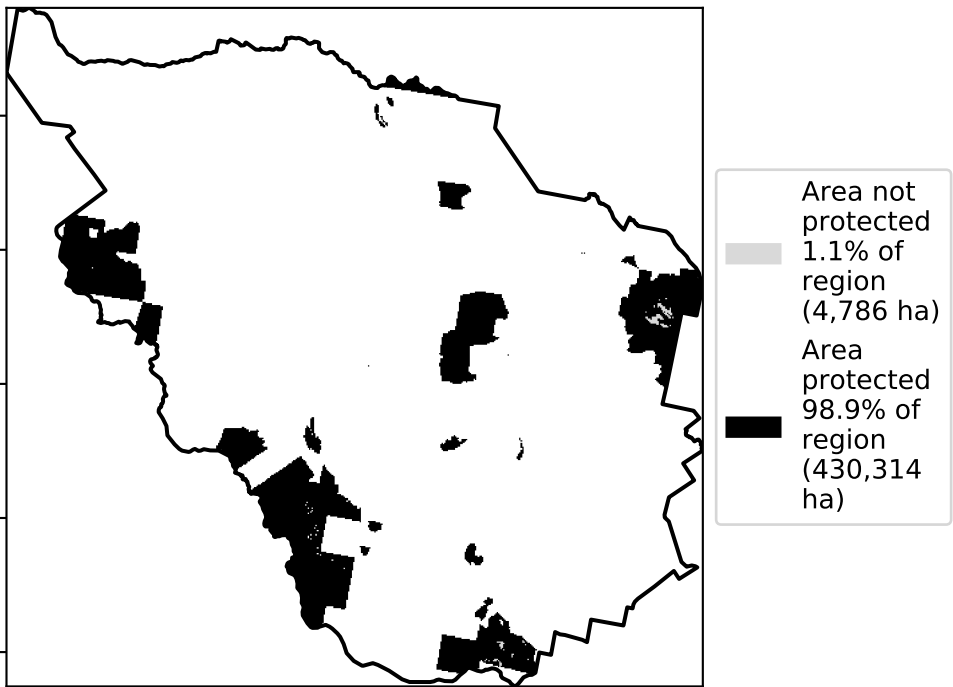 Area not
protected
1.1% of
region
(4,786 ha)
Area
protected
98.9% of
region
(430,314
ha)